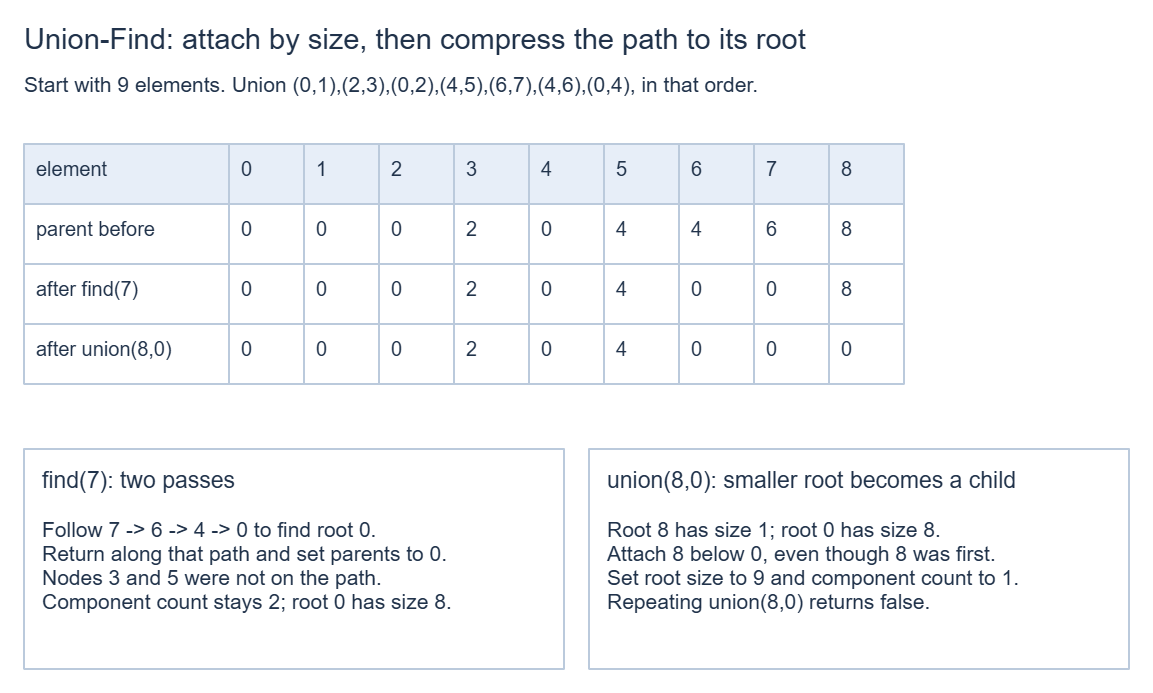 Union-Find: attach by size, then compress the path to its root
Start with 9 elements. Union (0,1),(2,3),(0,2),(4,5),(6,7),(4,6),(0,4), in that order.
element 0 1 2 3 4 5 6 7 8
parent before 0 0 0 2 0 4 4 6 8
after find(7) 0 0 0 2 0 4 0 0 8
after union(8,0) 0 0 0 2 0 4 0 0 0
find(7): two passes
Follow 7 -> 6 -> 4 -> 0 to find root 0.
Return along that path and set parents to 0.
Nodes 3 and 5 were not on the path.
Component count stays 2; root 0 has size 8.
union(8,0): smaller root becomes a child
Root 8 has size 1; root 0 has size 8.
Attach 8 below 0, even though 8 was first.
Set root size to 9 and component count to 1.
Repeating union(8,0) returns false.